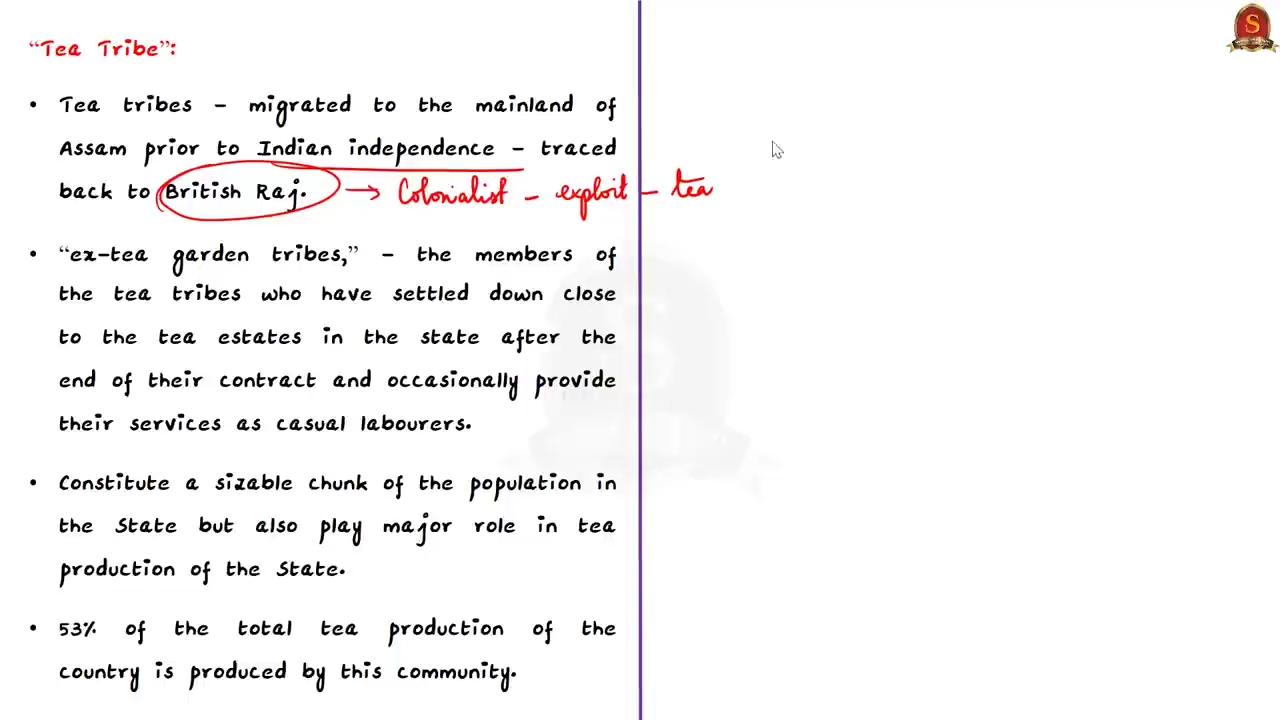 “Tea Tribe”:
• Tea tribes – migrated to the mainland of
Assam prior to Indian independence – traced
back to British Raj. → Colonialist – exploit – tea
• “ex-tea garden tribes,” – the members of
the tea tribes who have settled down close
to the tea estates in the state after the
end of their contract and occasionally provide
their services as casual labourers.
• Constitute a sizable chunk of the population in
the State but also play major role in tea
production of the State.
• 53% of the total tea production of the
country is produced by this community.
S